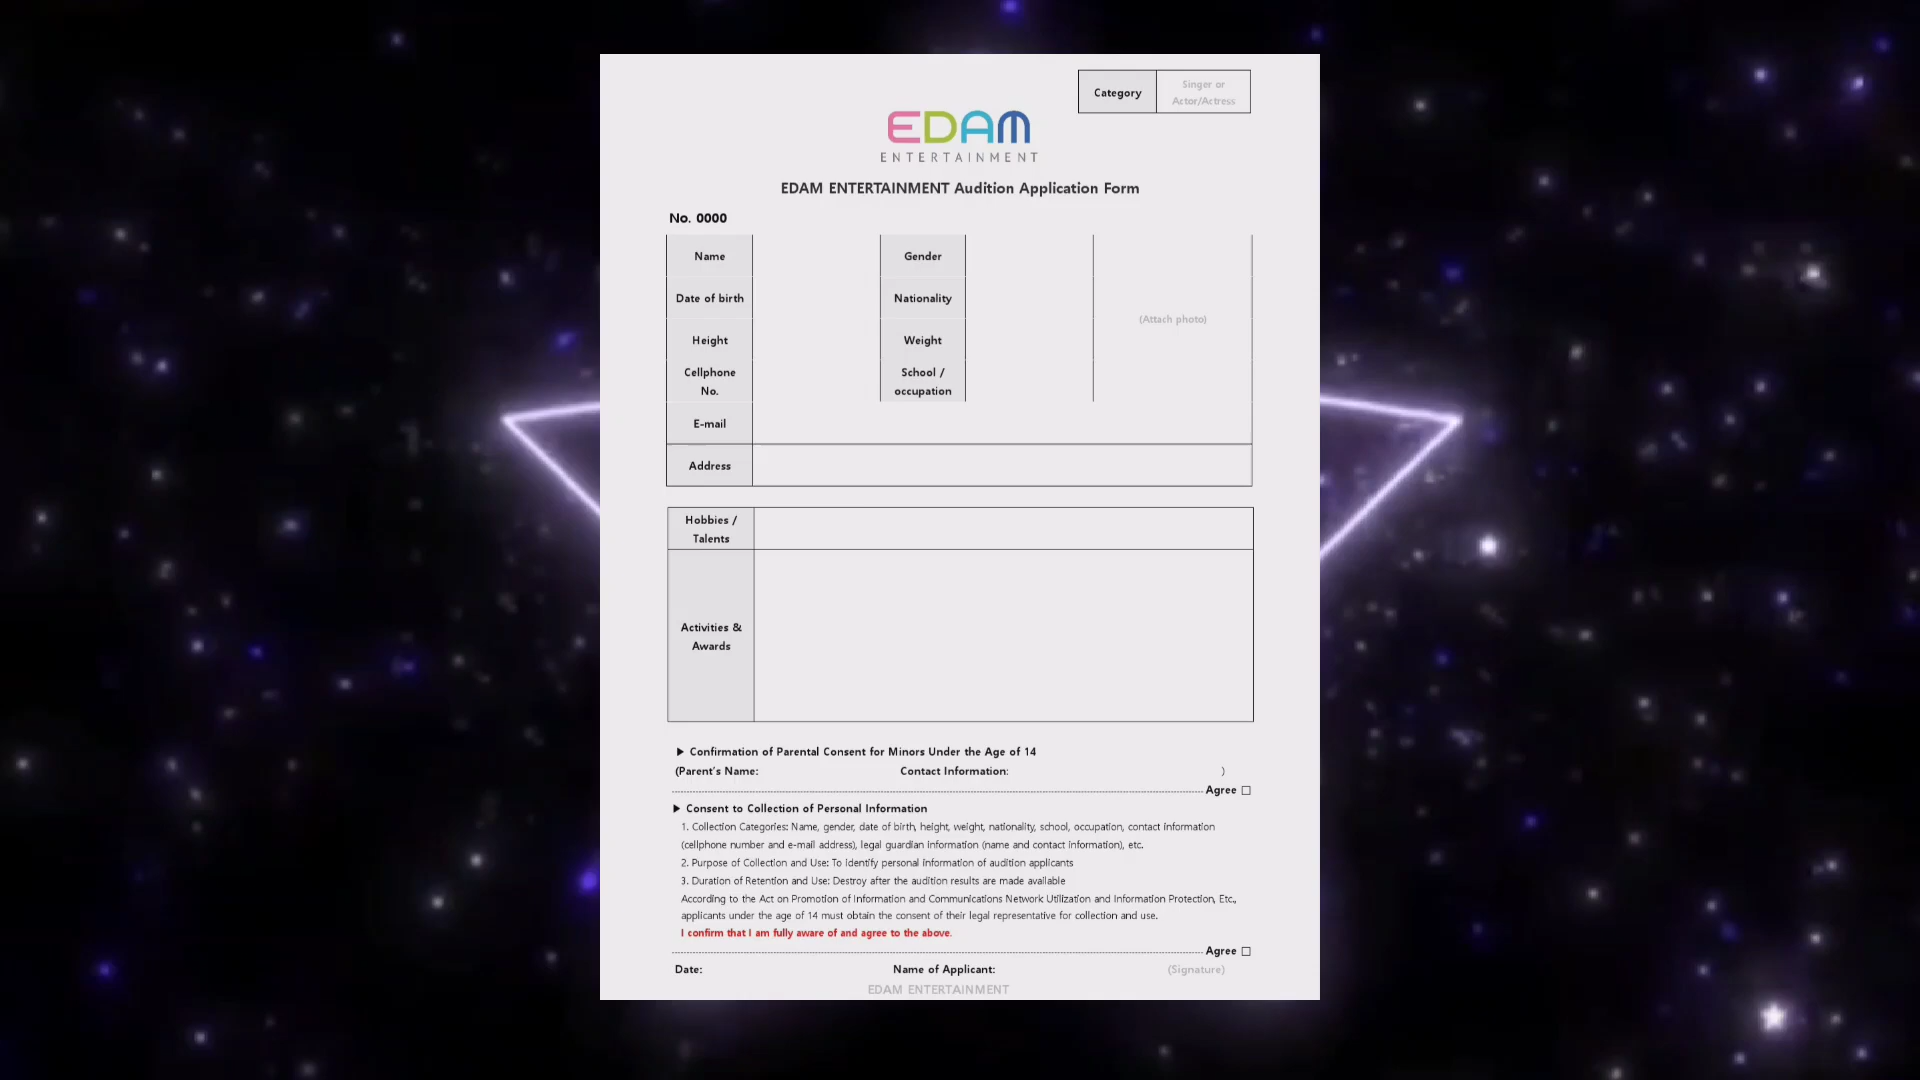 Category
Singer or
Actor/Actress
EDAM
ENTERTAINMENT
EDAM ENTERTAINMENT Audition Application Form
No. 0000
Name
Gender
Date of birth
Nationality
(Attach photo)
Height
Weight
Cellphone
No.
School /
occupation
E-mail
Address
Hobbies /
Talents
Activities &
Awards
▶ Confirmation of Parental Consent for Minors Under the Age of 14
(Parent's Name: Contact Information: )
Agree □
▶ Consent to Collection of Personal Information
1. Collection Categories: Name, gender, date of birth, height, weight, nationality, school, occupation, contact information
(cellphone number and e-mail address), legal guardian information (name and contact information), etc.
2. Purpose of Collection and Use: To identify personal information of audition applicants
3. Duration of Retention and Use: Destroy after the audition results are made available
According to the Act on Promotion of Information and Communications Network Utilization and Information Protection, Etc.,
applicants under the age of 14 must obtain the consent of their legal representative for collection and use.
I confirm that I am fully aware of and agree to the above.
Agree □
Date: Name of Applicant: (Signature)
EDAM ENTERTAINMENT